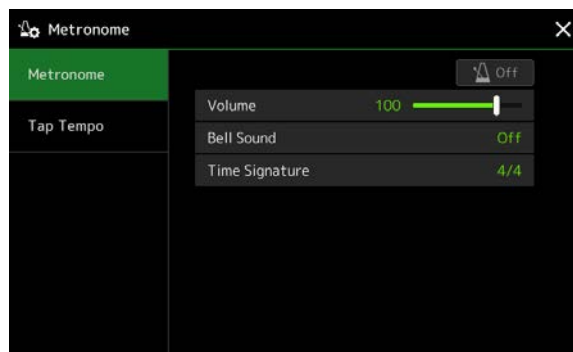 Metronome
Metronome
Off
Volume 100
Tap Tempo
Bell Sound Off
Time Signature 4/4